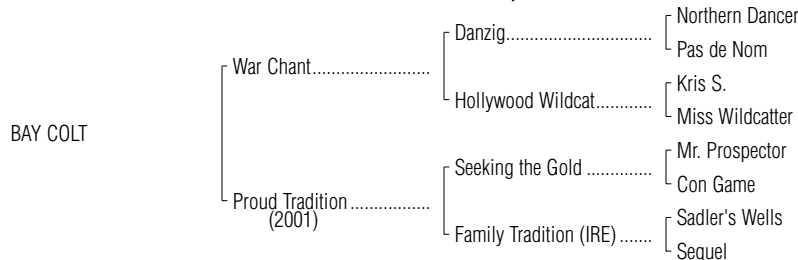 Northern Dancer
Danzig..............................
Pas de Nom
War Chant........................
Kris S.
Hollywood Wildcat............
Miss Wildcatter
BAY COLT
Mr. Prospector
Seeking the Gold ..............
Con Game
Proud Tradition ................
(2001)
Sadler's Wells
Family Tradition (IRE) .......
Sequel